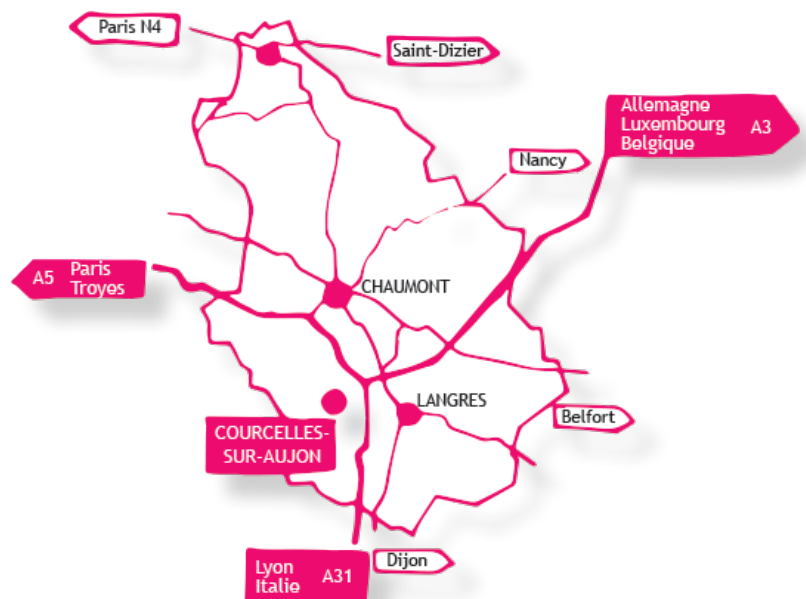 Paris N4
Saint-Dizier
Allemagne
Luxembourg A3
Belgique
Nancy
A5 Paris
Troyes
CHAUMONT
LANGRES
COURCELLES-
SUR-AUJON
Belfort
Lyon A31
Italie
Dijon